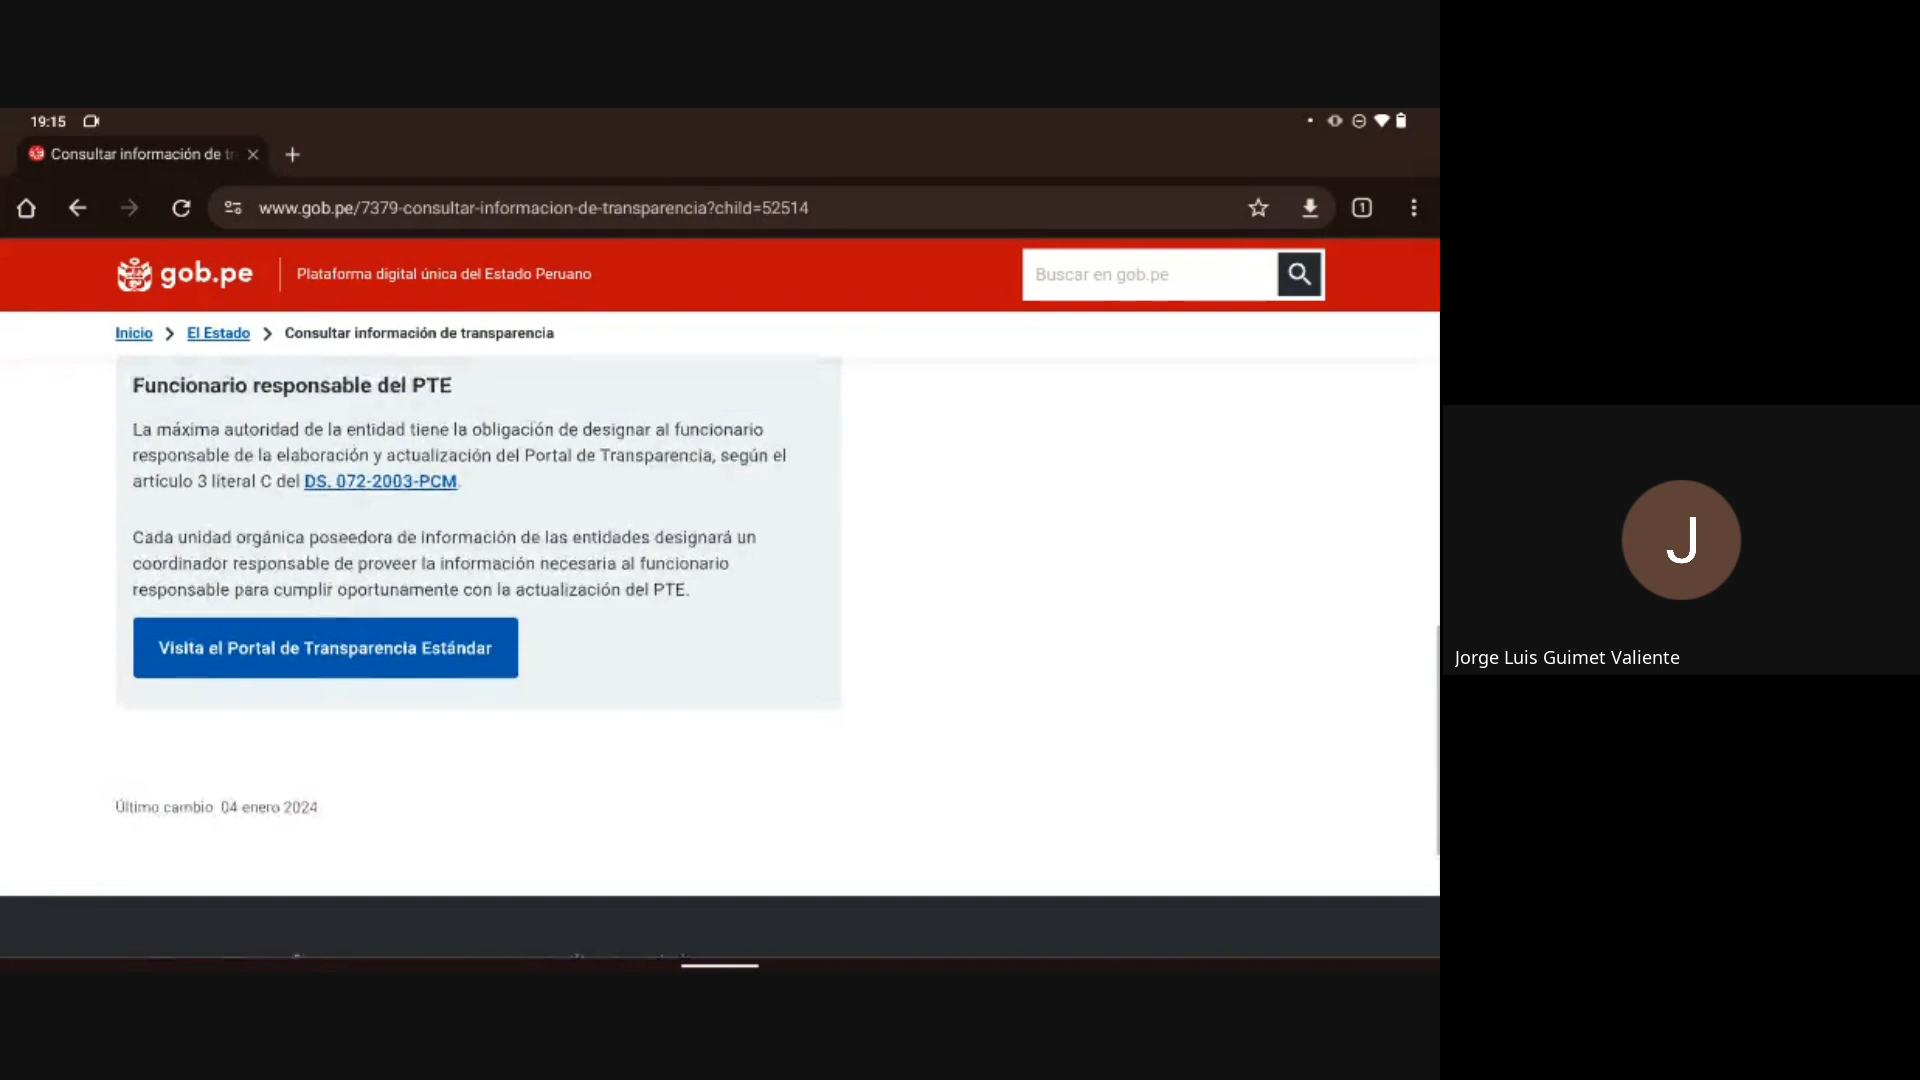 19:15
Consultar información de tr
www.gob.pe/7379-consultar-informacion-de-transparencia?child=52514
1
gob.pe
Plataforma digital única del Estado Peruano
Buscar en gob.pe
Inicio > El Estado > Consultar información de transparencia
Funcionario responsable del PTE
La máxima autoridad de la entidad tiene la obligación de designar al funcionario
responsable de la elaboración y actualización del Portal de Transparencia, según el
artículo 3 literal C del DS. 072-2003-PCM.
Cada unidad orgánica poseedora de información de las entidades designará un
coordinador responsable de proveer la información necesaria al funcionario
responsable para cumplir oportunamente con la actualización del PTE.
Visita el Portal de Transparencia Estándar
Último cambio 04 enero 2024
J
Jorge Luis Guimet Valiente